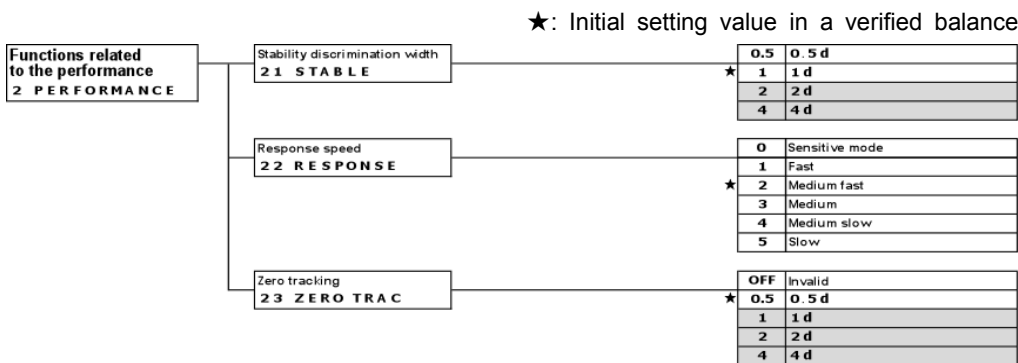 ★: Initial setting value in a verified balance
Functions related
to the performance
2 PERFORMANCE
Stability discrimination width
21 STABLE
0.5 0.5d
★ 1 1d
2 2d
4 4d
Response speed
22 RESPONSE
0 Sensitive mode
1 Fast
★ 2 Medium fast
3 Medium
4 Medium slow
5 Slow
Zero tracking
23 ZERO TRAC
OFF Invalid
★ 0.5 0.5d
1 1d
2 2d
4 4d